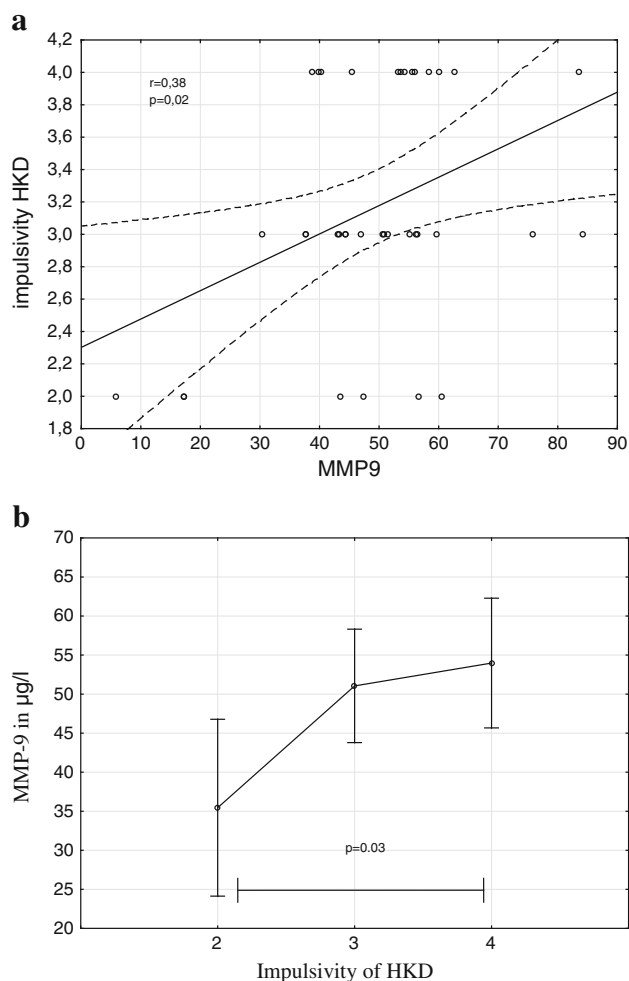 a
4,2
4,0
3,8
3,6
3,4
3,2
3,0
2,8
2,6
2,4
2,2
2,0
1,8
r=0,38
p=0,02
impulsivity HKD
0 10 20 30 40 50 60 70 80 90
MMP9
b
70
65
60
55
50
45
40
35
30
25
20
MMP-9 in µg/l
p=0.03
2 3 4
Impulsivity of HKD